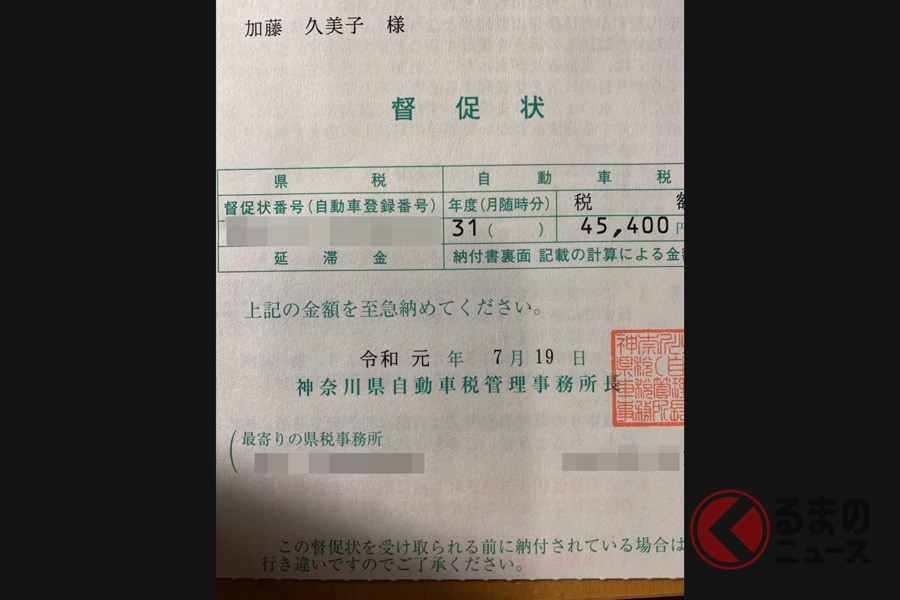 加藤 久美子 様
督促状
県税 自動車税
督促状番号(自動車登録番号) 年度(月随時分) 税
31( ) 45,400円
延滞金 納付書裏面 記載の計算による金
上記の金額を至急納めてください。
令和 元 年 7月19日
神奈川県自動車税管理事務所長
(最寄りの県税事務所
この督促状を受け取られる前に納付されている場合は
行き違いですのでご了承ください。
くるまの
ニュース